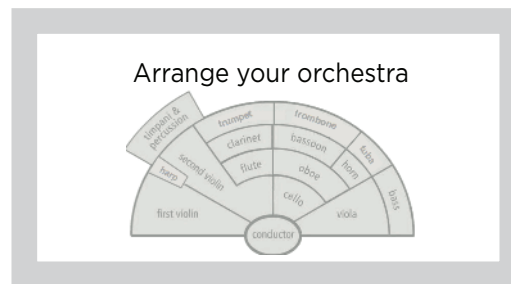 Arrange your orchestra
timpani &
percussion
trumpet
trombone
tuba
clarinet
bassoon
horn
second violin
flute
oboe
harp
cello
bass
first violin
viola
conductor